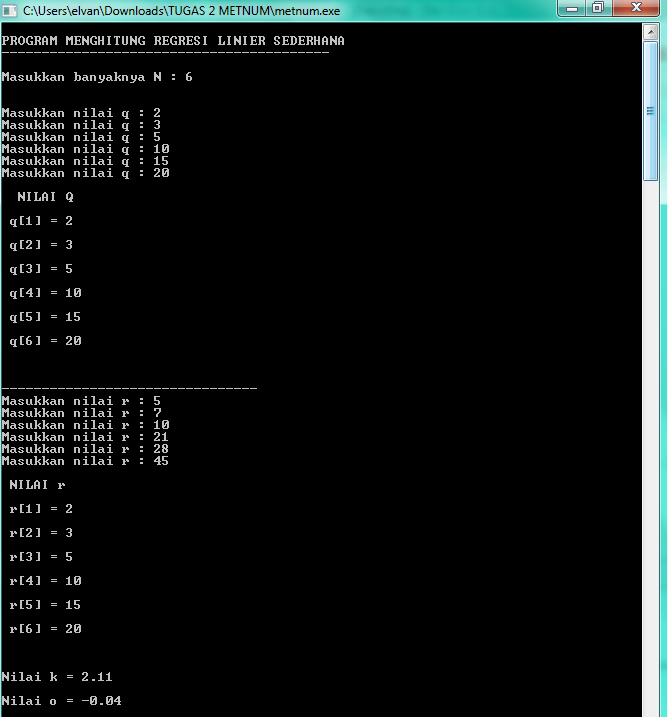 C:\Users\elvan\Downloads\TUGAS 2 METNUM\metnum.exe
PROGRAM MENGHITUNG REGRESI LINIER SEDERHANA
-----------------------------------------
Masukkan banyaknya N : 6
Masukkan nilai q : 2
Masukkan nilai q : 3
Masukkan nilai q : 5
Masukkan nilai q : 10
Masukkan nilai q : 15
Masukkan nilai q : 20
NILAI Q
q[1] = 2
q[2] = 3
q[3] = 5
q[4] = 10
q[5] = 15
q[6] = 20
--------------------------------
Masukkan nilai r : 5
Masukkan nilai r : 7
Masukkan nilai r : 10
Masukkan nilai r : 21
Masukkan nilai r : 28
Masukkan nilai r : 45
NILAI r
r[1] = 2
r[2] = 3
r[3] = 5
r[4] = 10
r[5] = 15
r[6] = 20
Nilai k = 2.11
Nilai o = -0.04